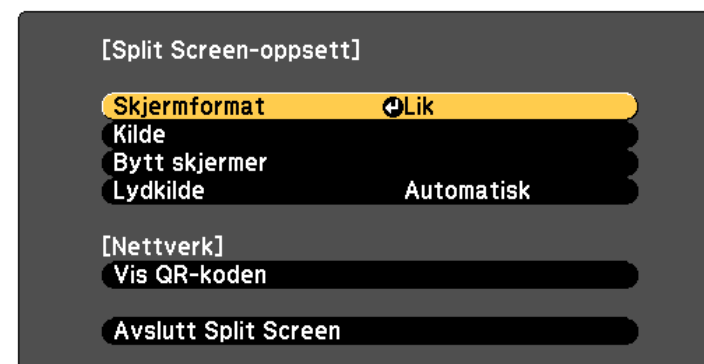 [Split Screen-oppsett]
Skjermformat Lik
Kilde
Bytt skjermer
Lydkilde Automatisk
[Nettverk]
Vis QR-koden
Avslutt Split Screen